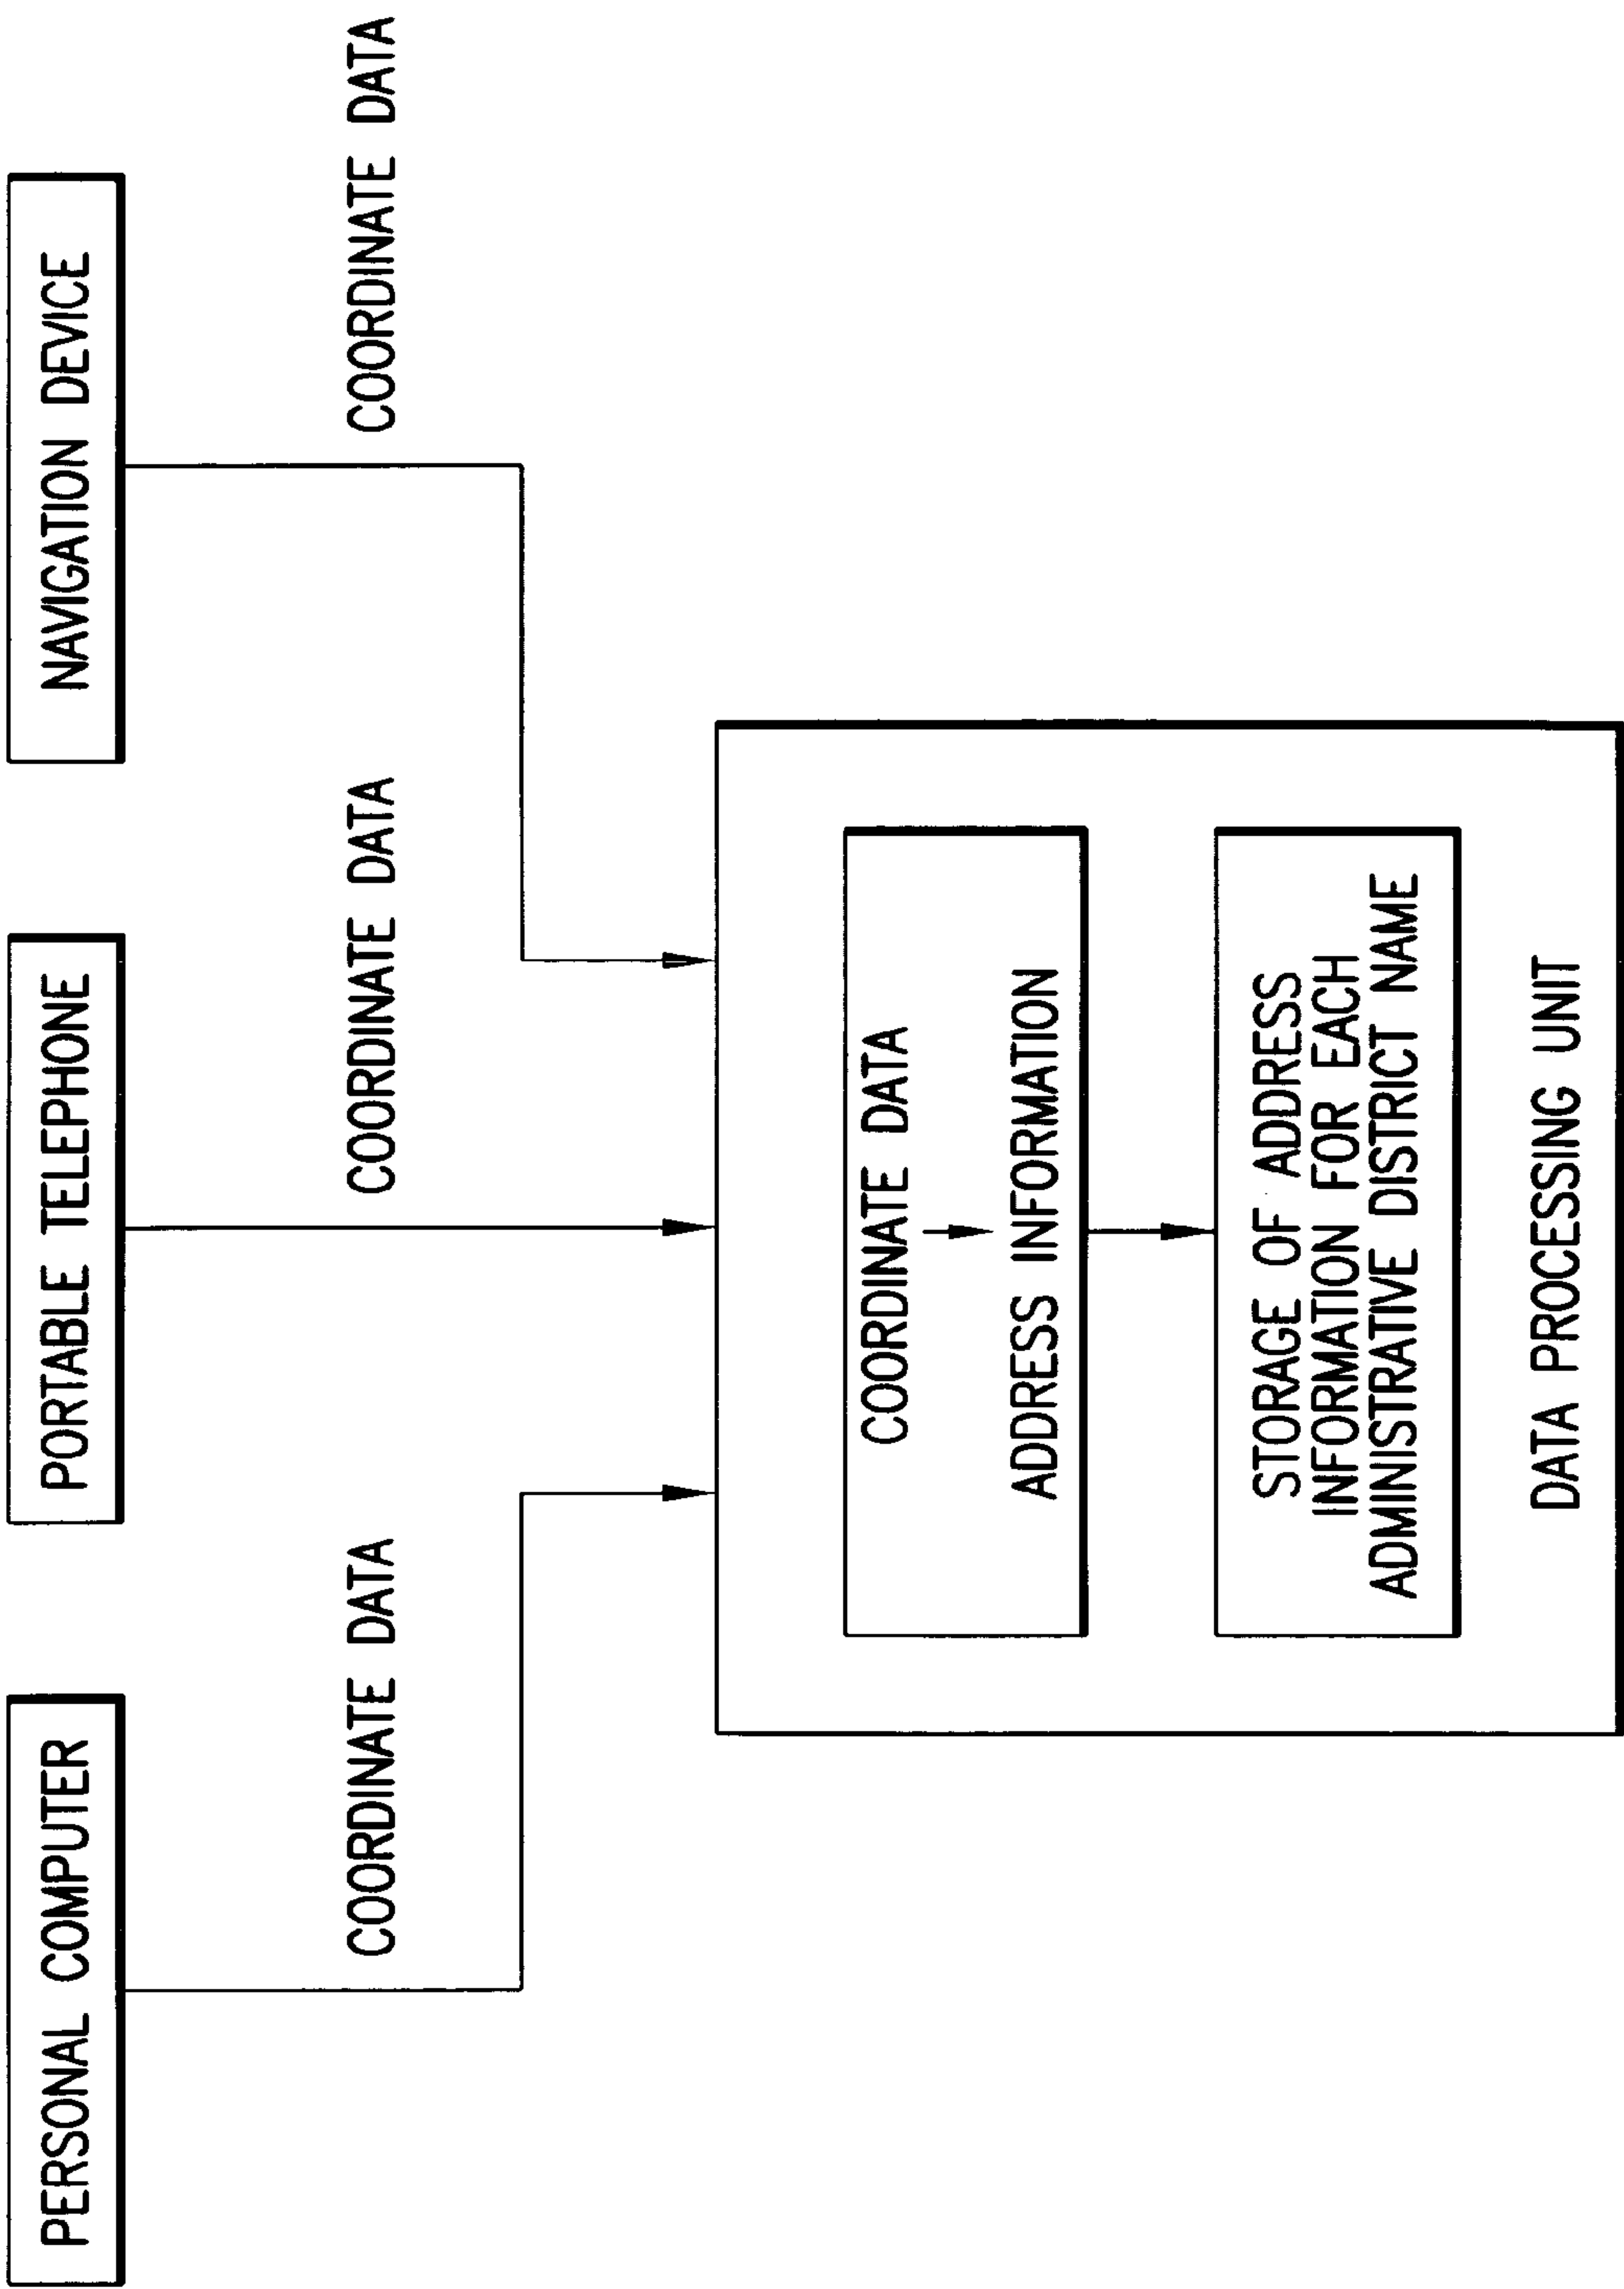 PERSONAL COMPUTER
PORTABLE TELEPHONE
NAVIGATION DEVICE
COORDINATE DATA
COORDINATE DATA
COORDINATE DATA
COORDINATE DATA
ADDRESS INFORMATION
STORAGE OF ADDRESS
INFORMATION FOR EACH
ADMINISTRATIVE DISTRICT NAME
DATA PROCESSING UNIT